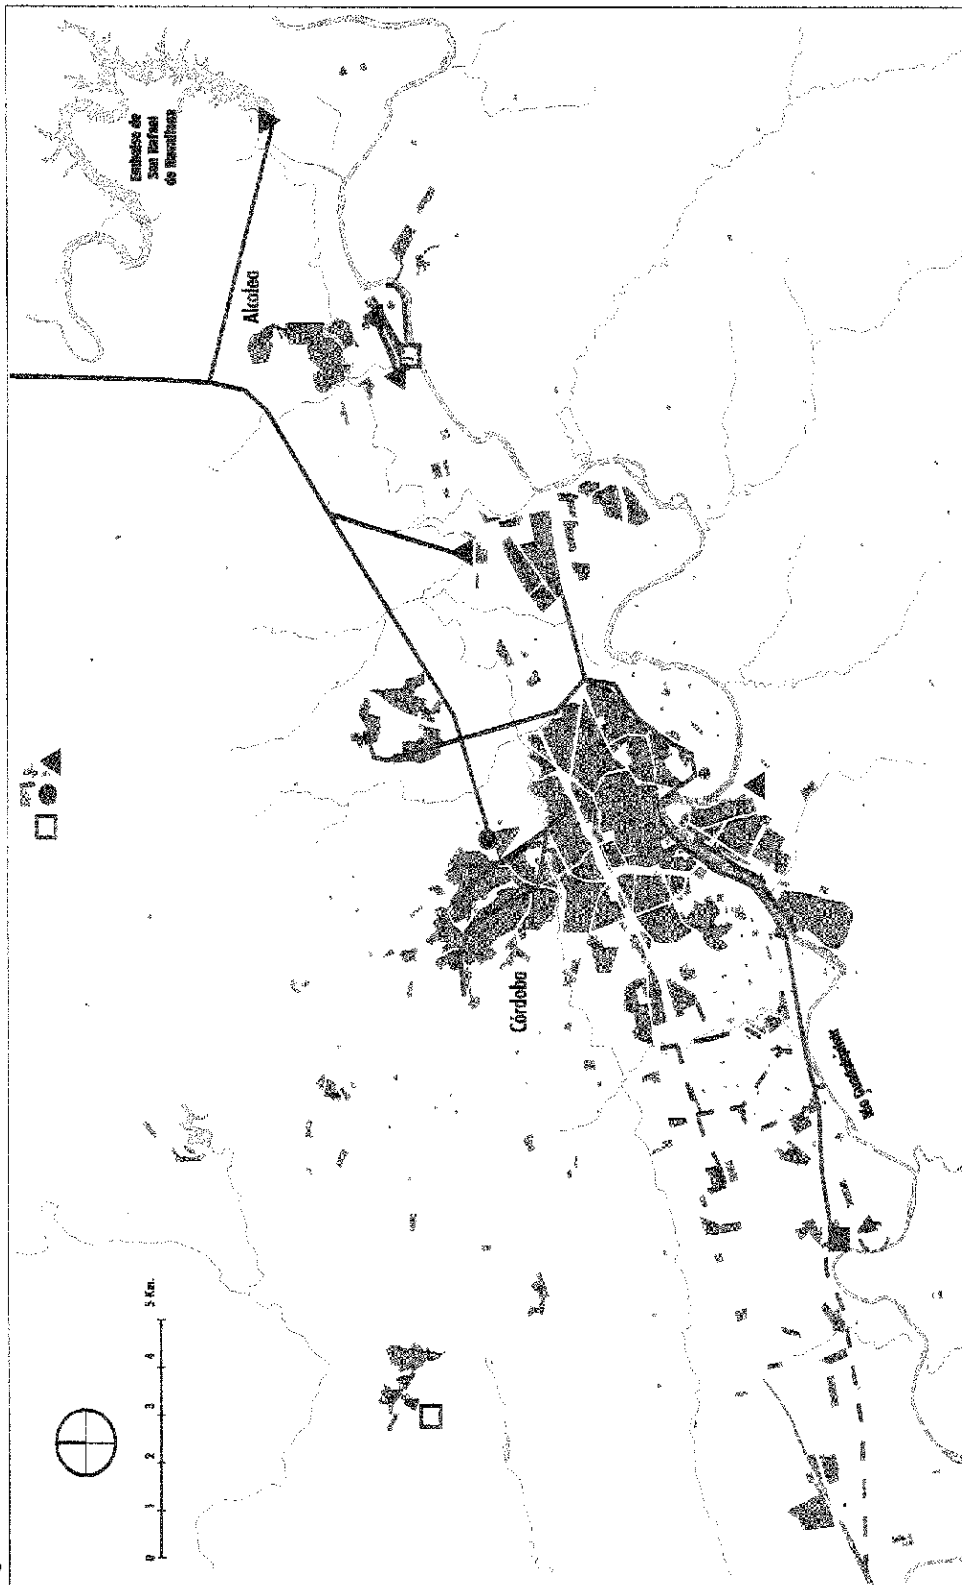 Embalse de
San Rafael
de Navallana
Alcolea
Córdoba
Río Guadalquivir
0 1 2 3 4 5 Km.